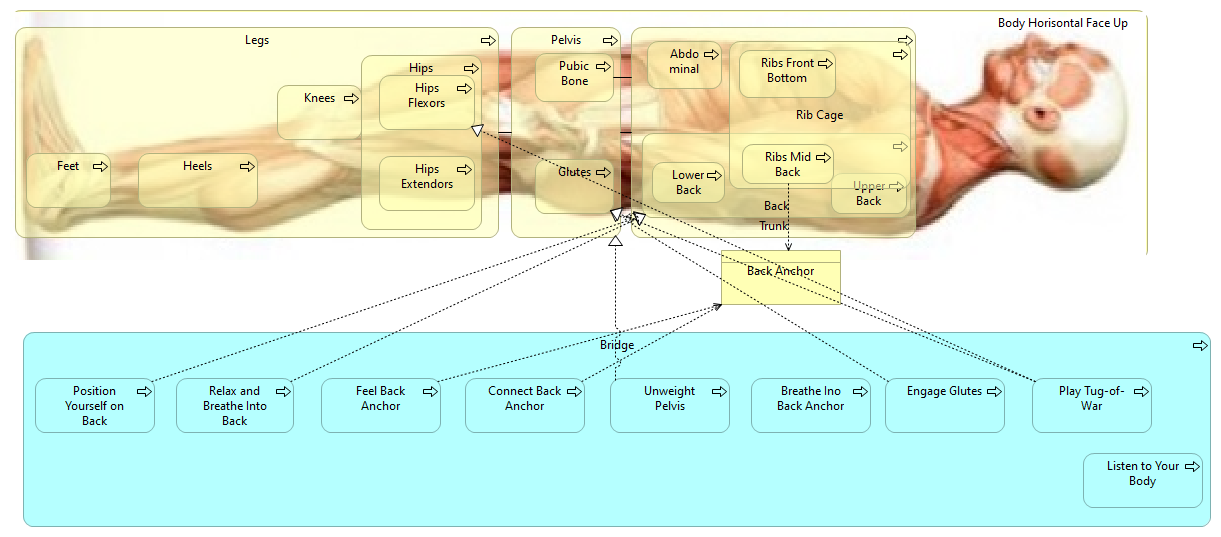 Body Horisontal Face Up
Legs
Pelvis
Abdo
minal
Ribs Front
Bottom
Pubic
Bone
Hips
Hips
Flexors
Knees
Rib Cage
Feet
Heels
Hips
Extendors
Glutes
Lower
Back
Ribs Mid
Back
Upper
Back
Back
Trunk
Back Anchor
Bridge
Position
Yourself on
Back
Relax and
Breathe Into
Back
Feel Back
Anchor
Connect Back
Anchor
Unweight
Pelvis
Breathe Ino
Back Anchor
Engage Glutes
Play Tug-of-
War
Listen to Your
Body